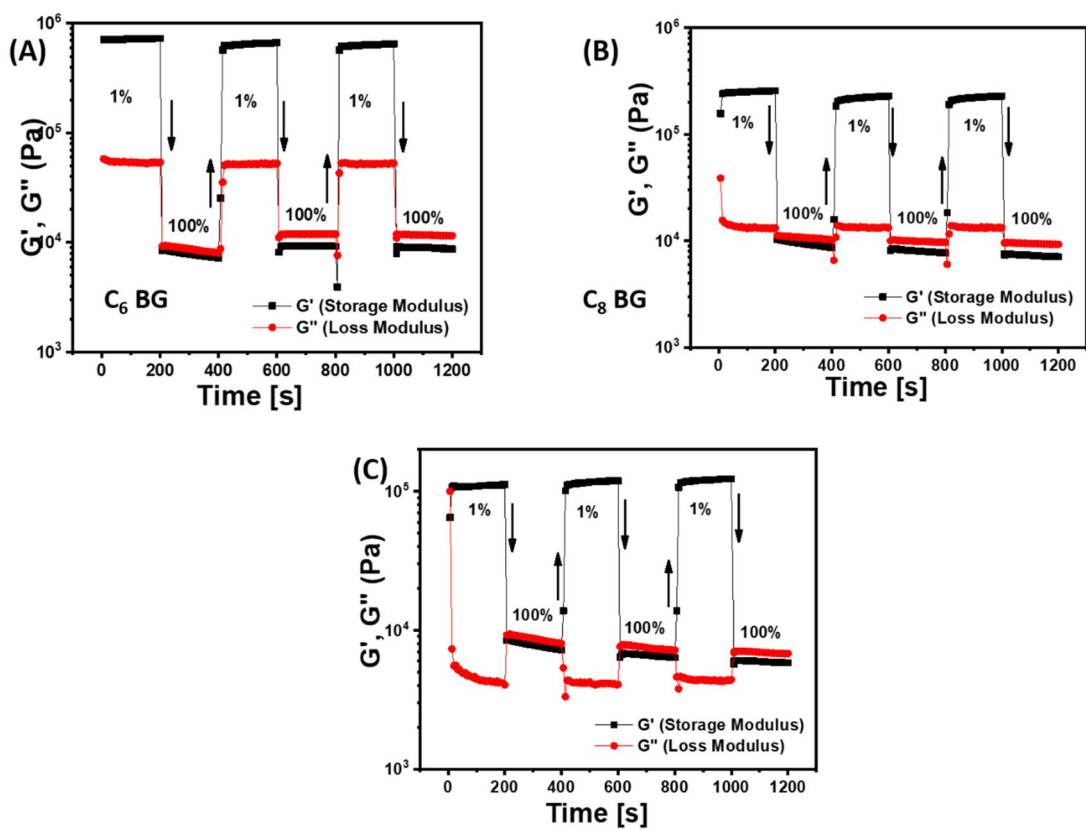 (A)
G', G" (Pa)
10⁶
10⁵
10⁴
10³
1%
1%
1%
100%
100%
100%
C₆ BG
G' (Storage Modulus)
G" (Loss Modulus)
0 200 400 600 800 1000 1200
Time [s]
(B)
G', G" (Pa)
10⁶
10⁵
10⁴
10³
1%
1%
1%
100%
100%
100%
C₈ BG
G' (Storage Modulus)
G" (Loss Modulus)
0 200 400 600 800 1000 1200
Time [s]
(C)
G', G" (Pa)
10⁵
10⁴
10³
1%
1%
1%
100%
100%
100%
G' (Storage Modulus)
G" (Loss Modulus)
0 200 400 600 800 1000 1200
Time [s]